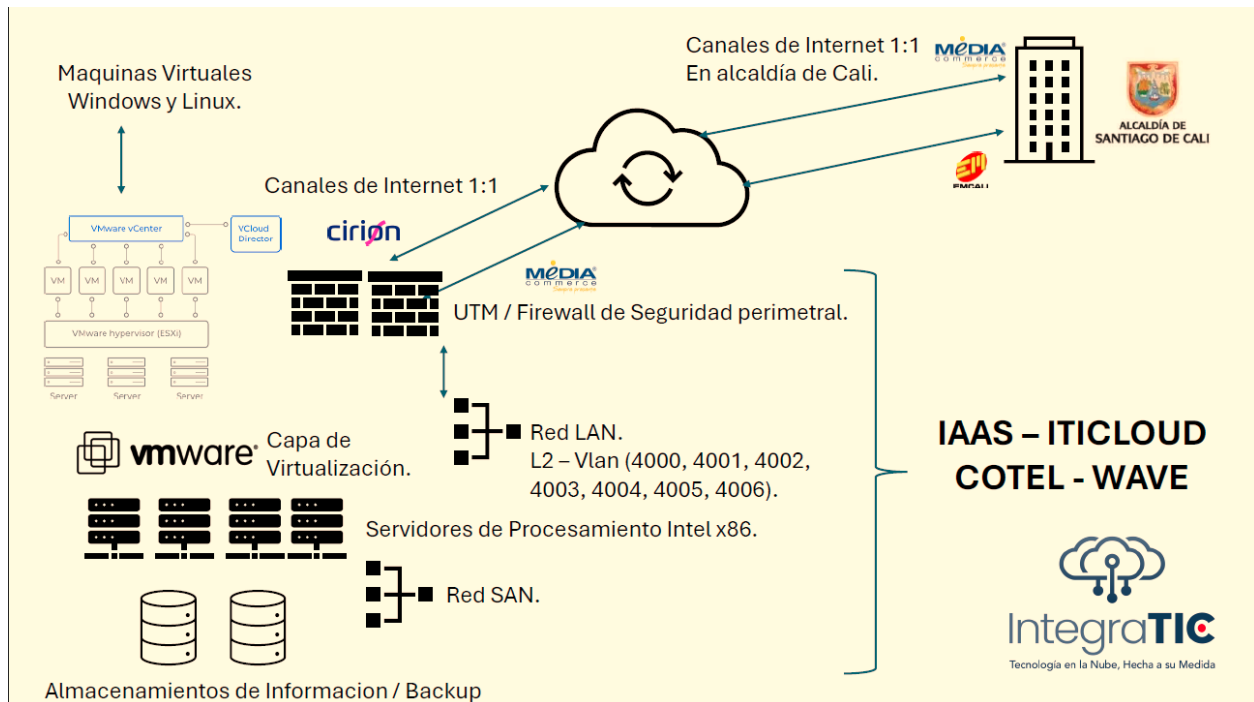 Maquinas Virtuales
Windows y Linux.
Canales de Internet 1:1
En alcaldía de Cali.
MEDIA
commerce
Siempre presente
ALCALDÍA DE
SANTIAGO DE CALI
EMCALI
Canales de Internet 1:1
cirion
VMware vCenter
VCloud
Director
VM VM VM VM VM
VMware hypervisor (ESXi)
Server Server Server
MEDIA
commerce
Siempre presente
UTM / Firewall de Seguridad perimetral.
vmware®
Capa de
Virtualización.
Red LAN.
L2 – Vlan (4000, 4001, 4002,
4003, 4004, 4005, 4006).
Servidores de Procesamiento Intel x86.
Red SAN.
Almacenamientos de Informacion / Backup
IAAS – ITICLOUD
COTEL - WAVE
IntegraTIC
Tecnología en la Nube, Hecha a su Medida